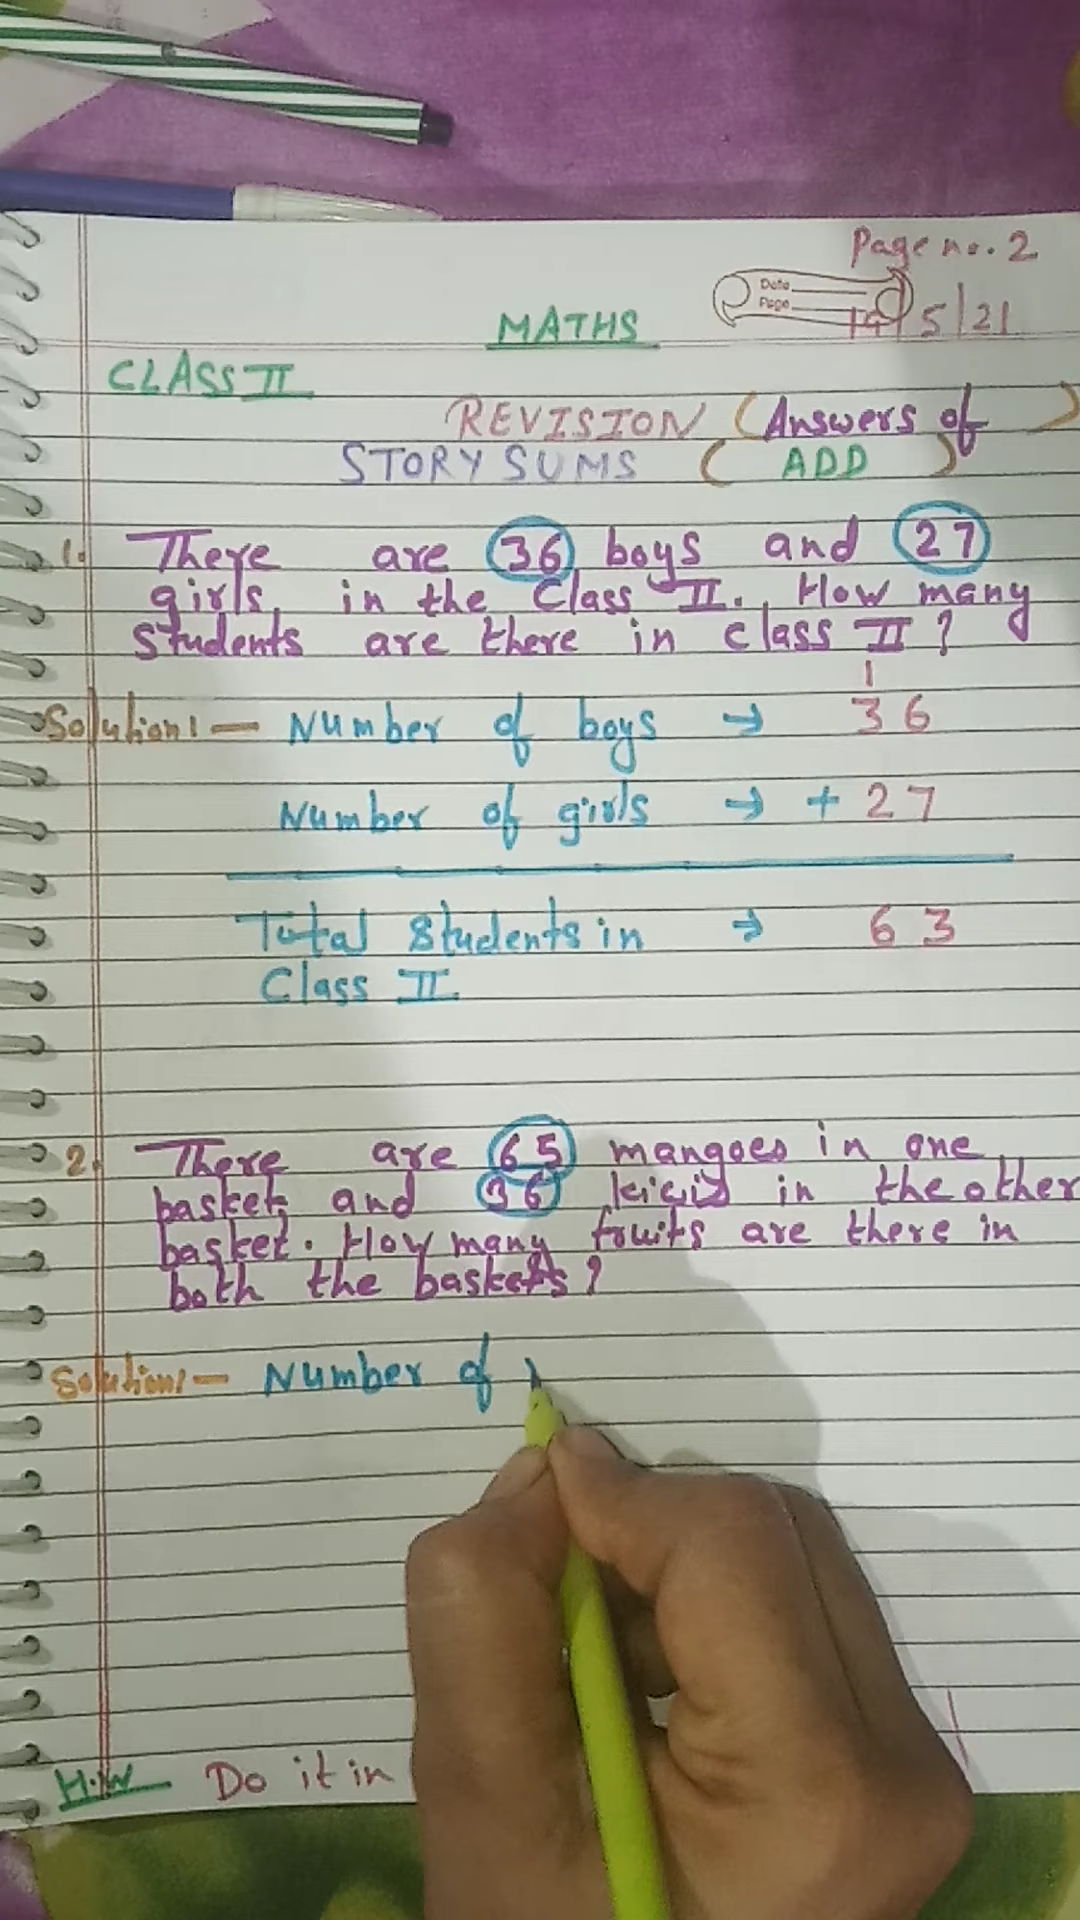 Page no. 2
Date
Page
19/5/21
MATHS
CLASS II
REVISION (Answers of )
STORY SUMS ( ADD )
1. There are 36 boys and 27
girls, in the Class II. How many
students are there in class II?
1
Solution:— Number of boys → 36
Number of girls → + 27
Total Students in → 63
Class II
2. There are 65 mangoes in one
basket and 36 kiwis in the other
basket. How many fruits are there in
both the baskets?
Solution:— Number of
H.W Do it in